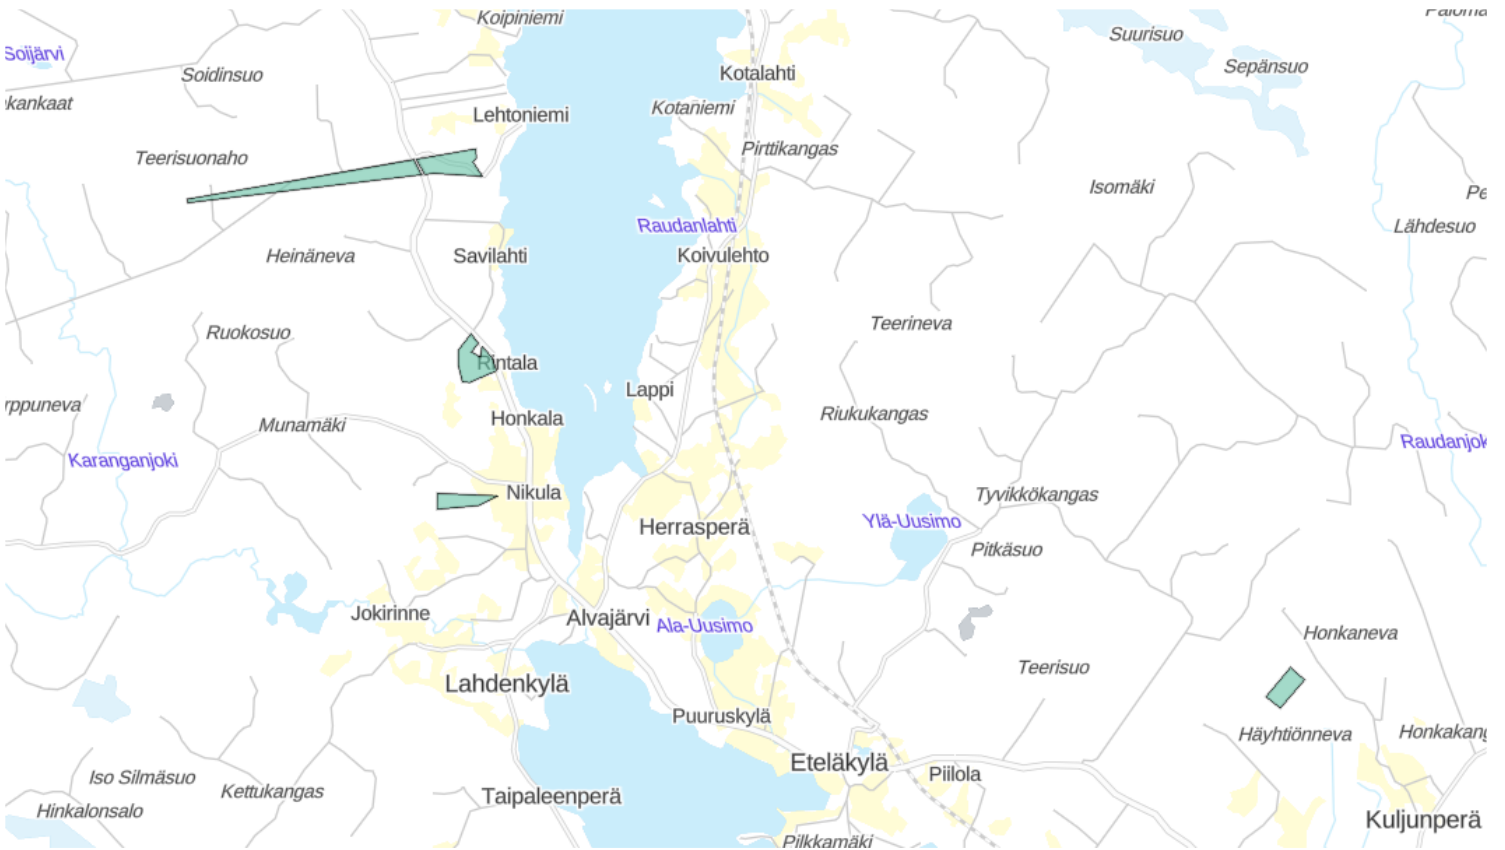 Koipiniemi
Suurisuo
Soijärvi
Sepänsuo
Soidinsuo
Kotalahti
kankaat
Kotaniemi
Lehtoniemi
Pirttikangas
Teerisuonaho
Isomäki
Lähdesuo
Raudanlahti
Heinäneva
Savilahti
Koivulehto
Teerineva
Ruokosuo
Rintala
Lappi
rppuneva
Riukukangas
Honkala
Munamäki
Raudanjok
Karanganjoki
Nikula
Tyvikkökangas
Ylä-Uusimo
Herrasperä
Pitkäsuo
Jokirinne
Alvajärvi
Ala-Uusimo
Honkaneva
Teerisuo
Lahdenkylä
Puuruskylä
Häyhtiönneva
Honkakang
Eteläkylä
Piilola
Iso Silmäsuo
Kettukangas
Taipaleenperä
Hinkalonsalo
Kuljunperä
Pilkkamäki